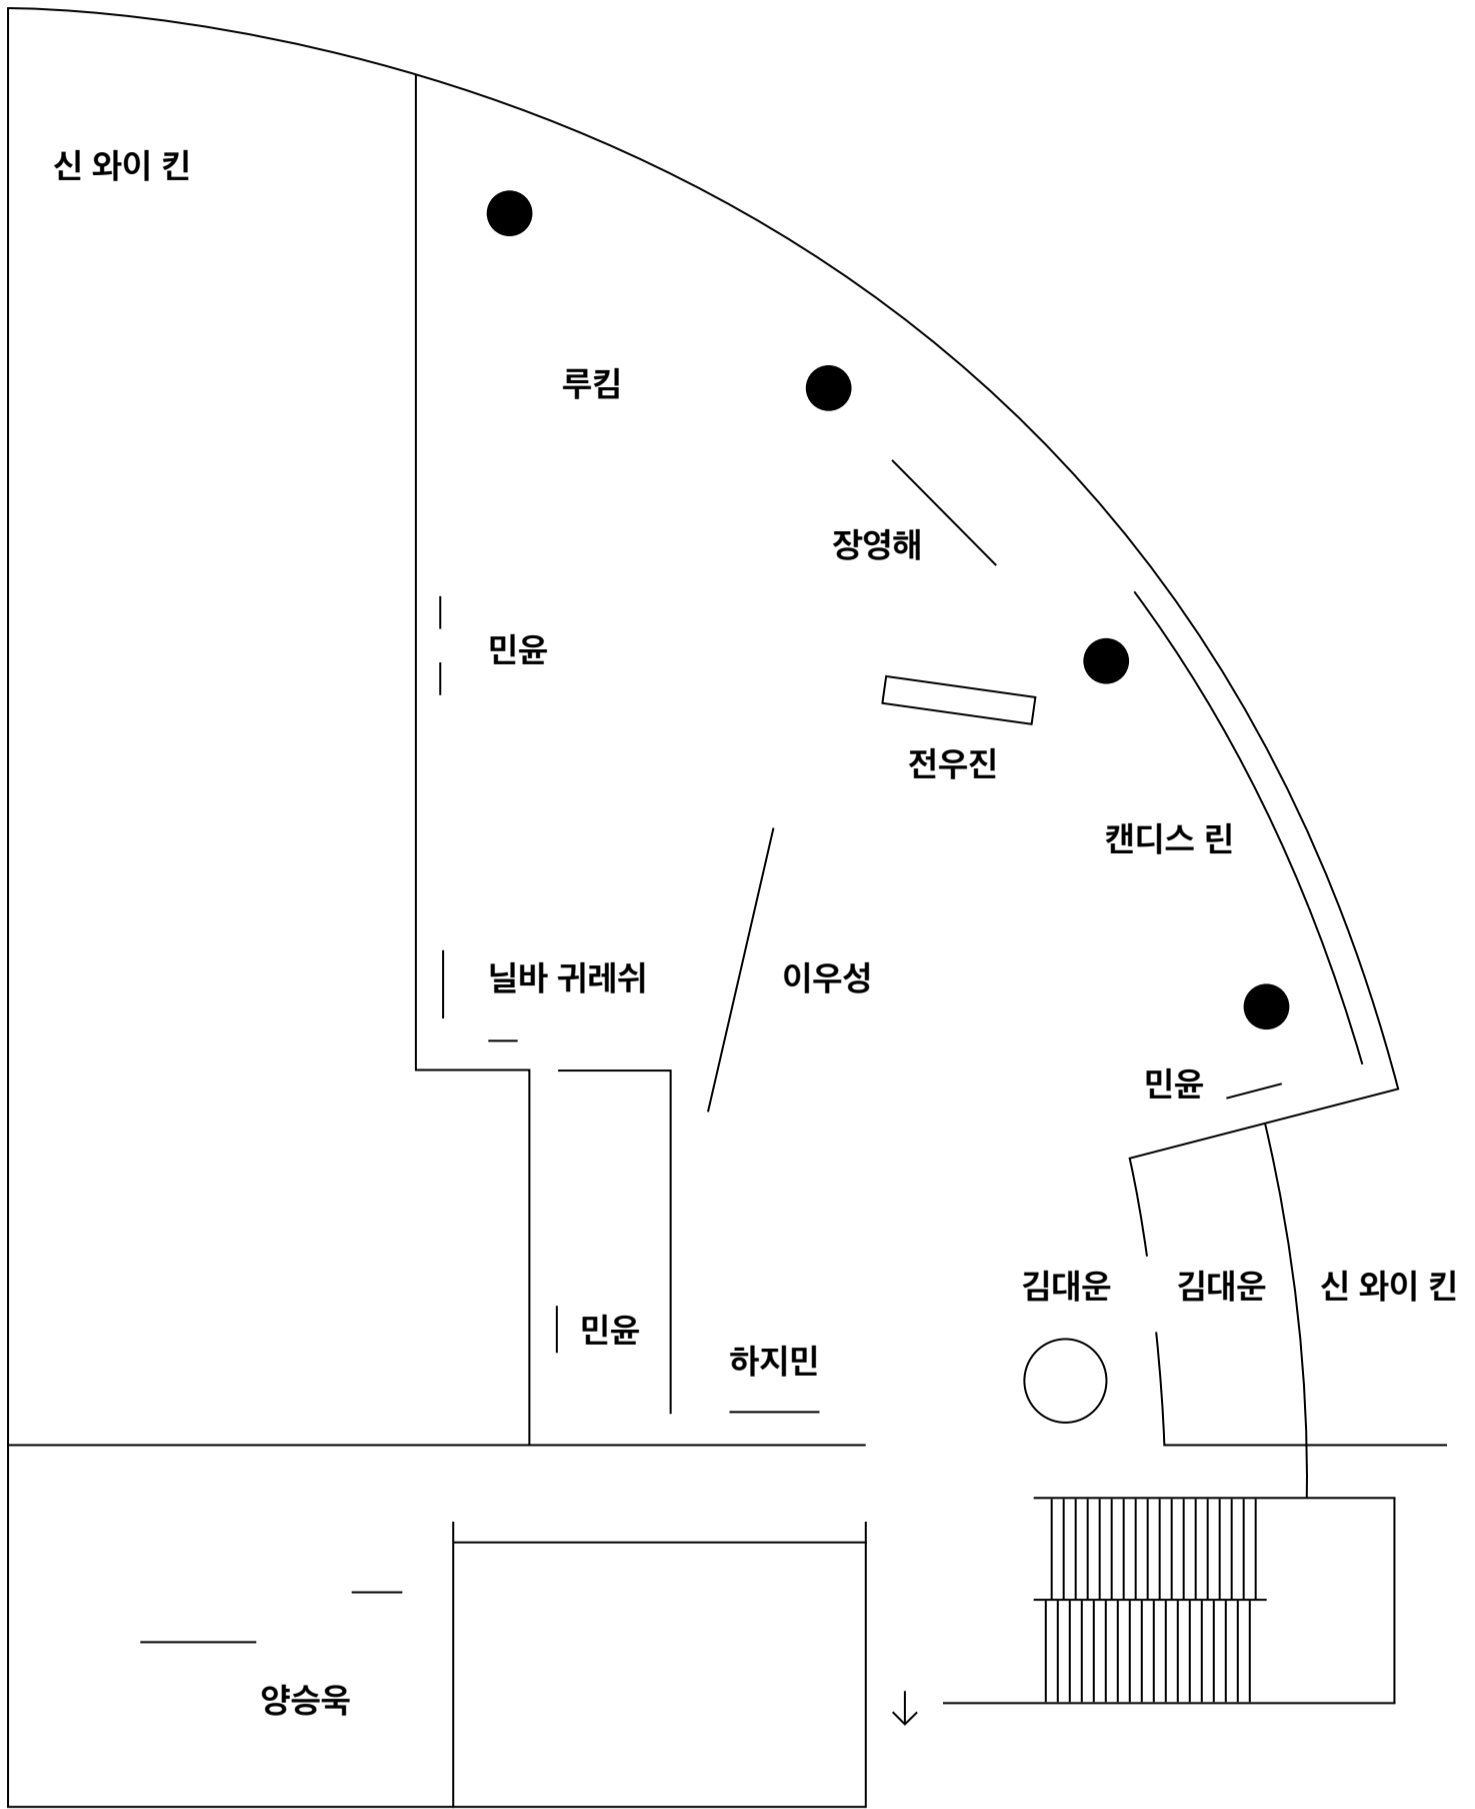 신 와이 킨
루킴
장영해
민윤
전우진
캔디스 린
닐바 귀레쉬
이우성
민윤
김대운
김대운
신 와이 킨
민윤
하지민
양승욱